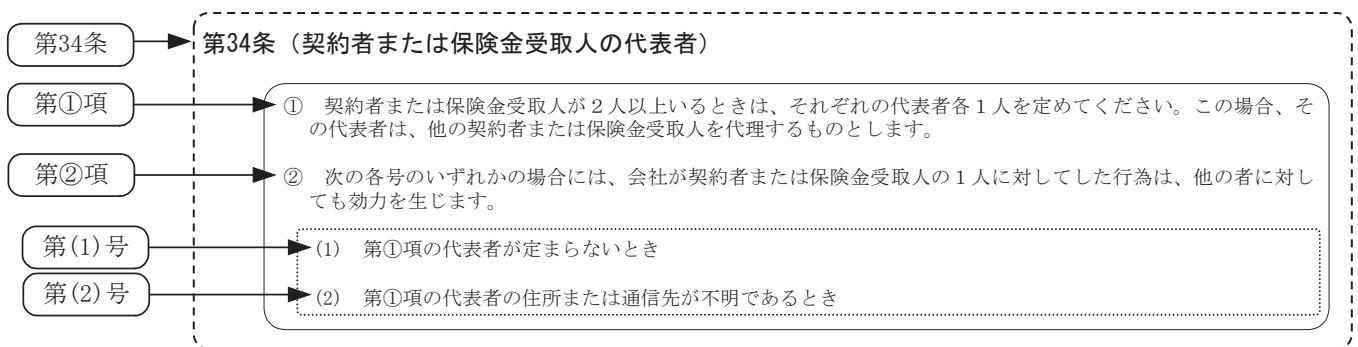 第34条
第34条（契約者または保険金受取人の代表者）
第①項
① 契約者または保険金受取人が２人以上いるときは、それぞれの代表者各１人を定めてください。この場合、そ
の代表者は、他の契約者または保険金受取人を代理するものとします。
第②項
② 次の各号のいずれかの場合には、会社が契約者または保険金受取人の１人に対してした行為は、他の者に対し
ても効力を生じます。
第(1)号
(1) 第①項の代表者が定まらないとき
第(2)号
(2) 第①項の代表者の住所または通信先が不明であるとき